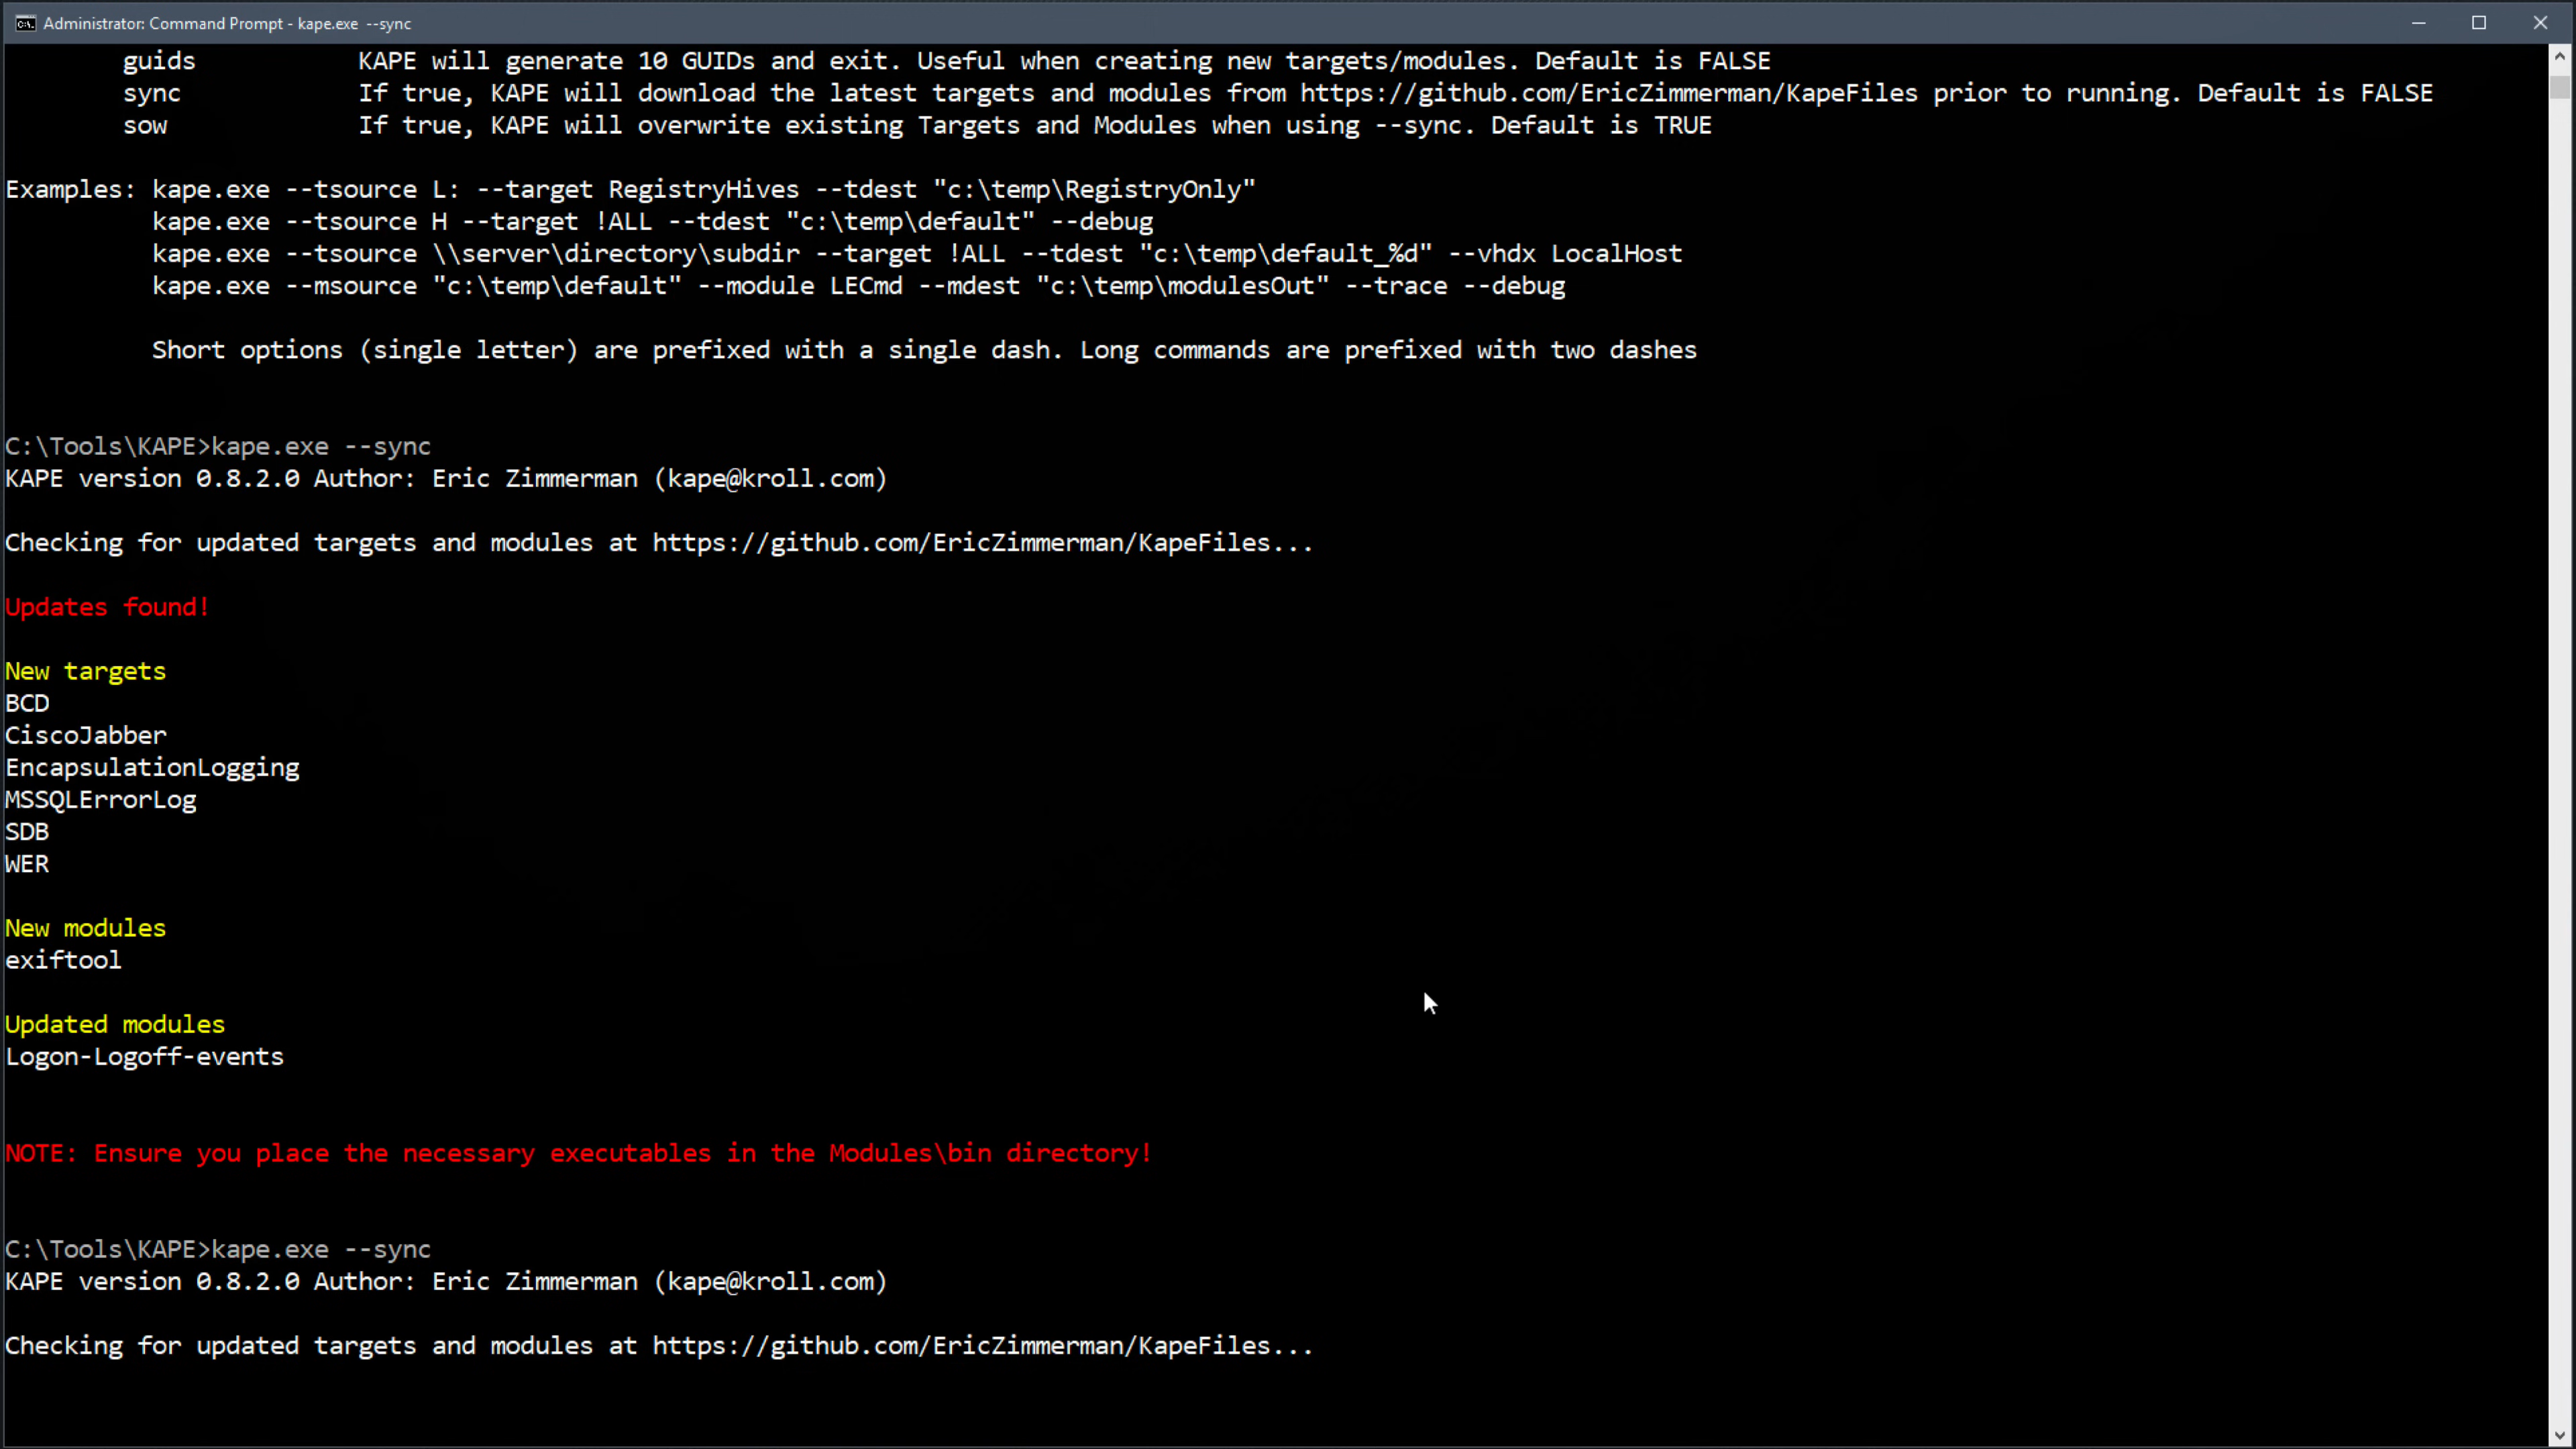 Administrator: Command Prompt - kape.exe --sync
guids KAPE will generate 10 GUIDs and exit. Useful when creating new targets/modules. Default is FALSE
sync If true, KAPE will download the latest targets and modules from https://github.com/EricZimmerman/KapeFiles prior to running. Default is FALSE
sow If true, KAPE will overwrite existing Targets and Modules when using --sync. Default is TRUE
Examples: kape.exe --tsource L: --target RegistryHives --tdest "c:\temp\RegistryOnly"
kape.exe --tsource H --target !ALL --tdest "c:\temp\default" --debug
kape.exe --tsource \\server\directory\subdir --target !ALL --tdest "c:\temp\default_%d" --vhdx LocalHost
kape.exe --msource "c:\temp\default" --module LECmd --mdest "c:\temp\modulesOut" --trace --debug
Short options (single letter) are prefixed with a single dash. Long commands are prefixed with two dashes
C:\Tools\KAPE>kape.exe --sync
KAPE version 0.8.2.0 Author: Eric Zimmerman (kape@kroll.com)
Checking for updated targets and modules at https://github.com/EricZimmerman/KapeFiles...
Updates found!
New targets
BCD
CiscoJabber
EncapsulationLogging
MSSQLErrorLog
SDB
WER
New modules
exiftool
Updated modules
Logon-Logoff-events
NOTE: Ensure you place the necessary executables in the Modules\bin directory!
C:\Tools\KAPE>kape.exe --sync
KAPE version 0.8.2.0 Author: Eric Zimmerman (kape@kroll.com)
Checking for updated targets and modules at https://github.com/EricZimmerman/KapeFiles...